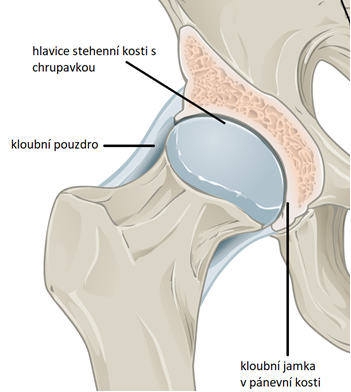 hlavice stehenní kosti s
chrupavkou
kloubní pouzdro
kloubní jamka
v pánevní kosti